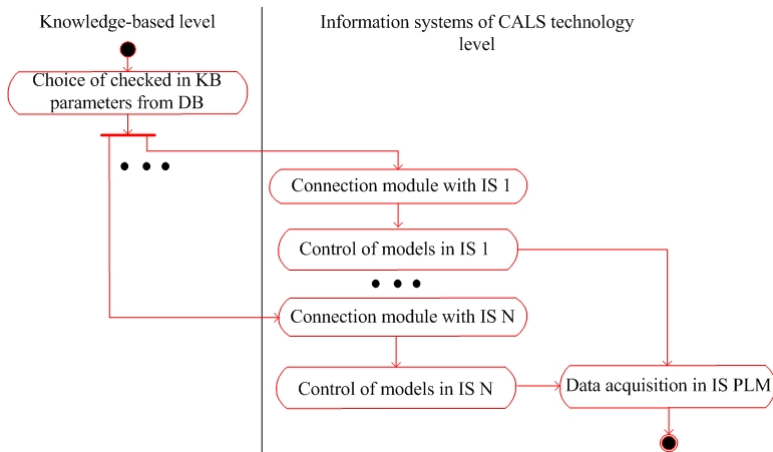 Knowledge-based level
Information systems of CALS technology
level
Choice of checked in KB
parameters from DB
Connection module with IS 1
Control of models in IS 1
Connection module with IS N
Control of models in IS N
Data acquisition in IS PLM